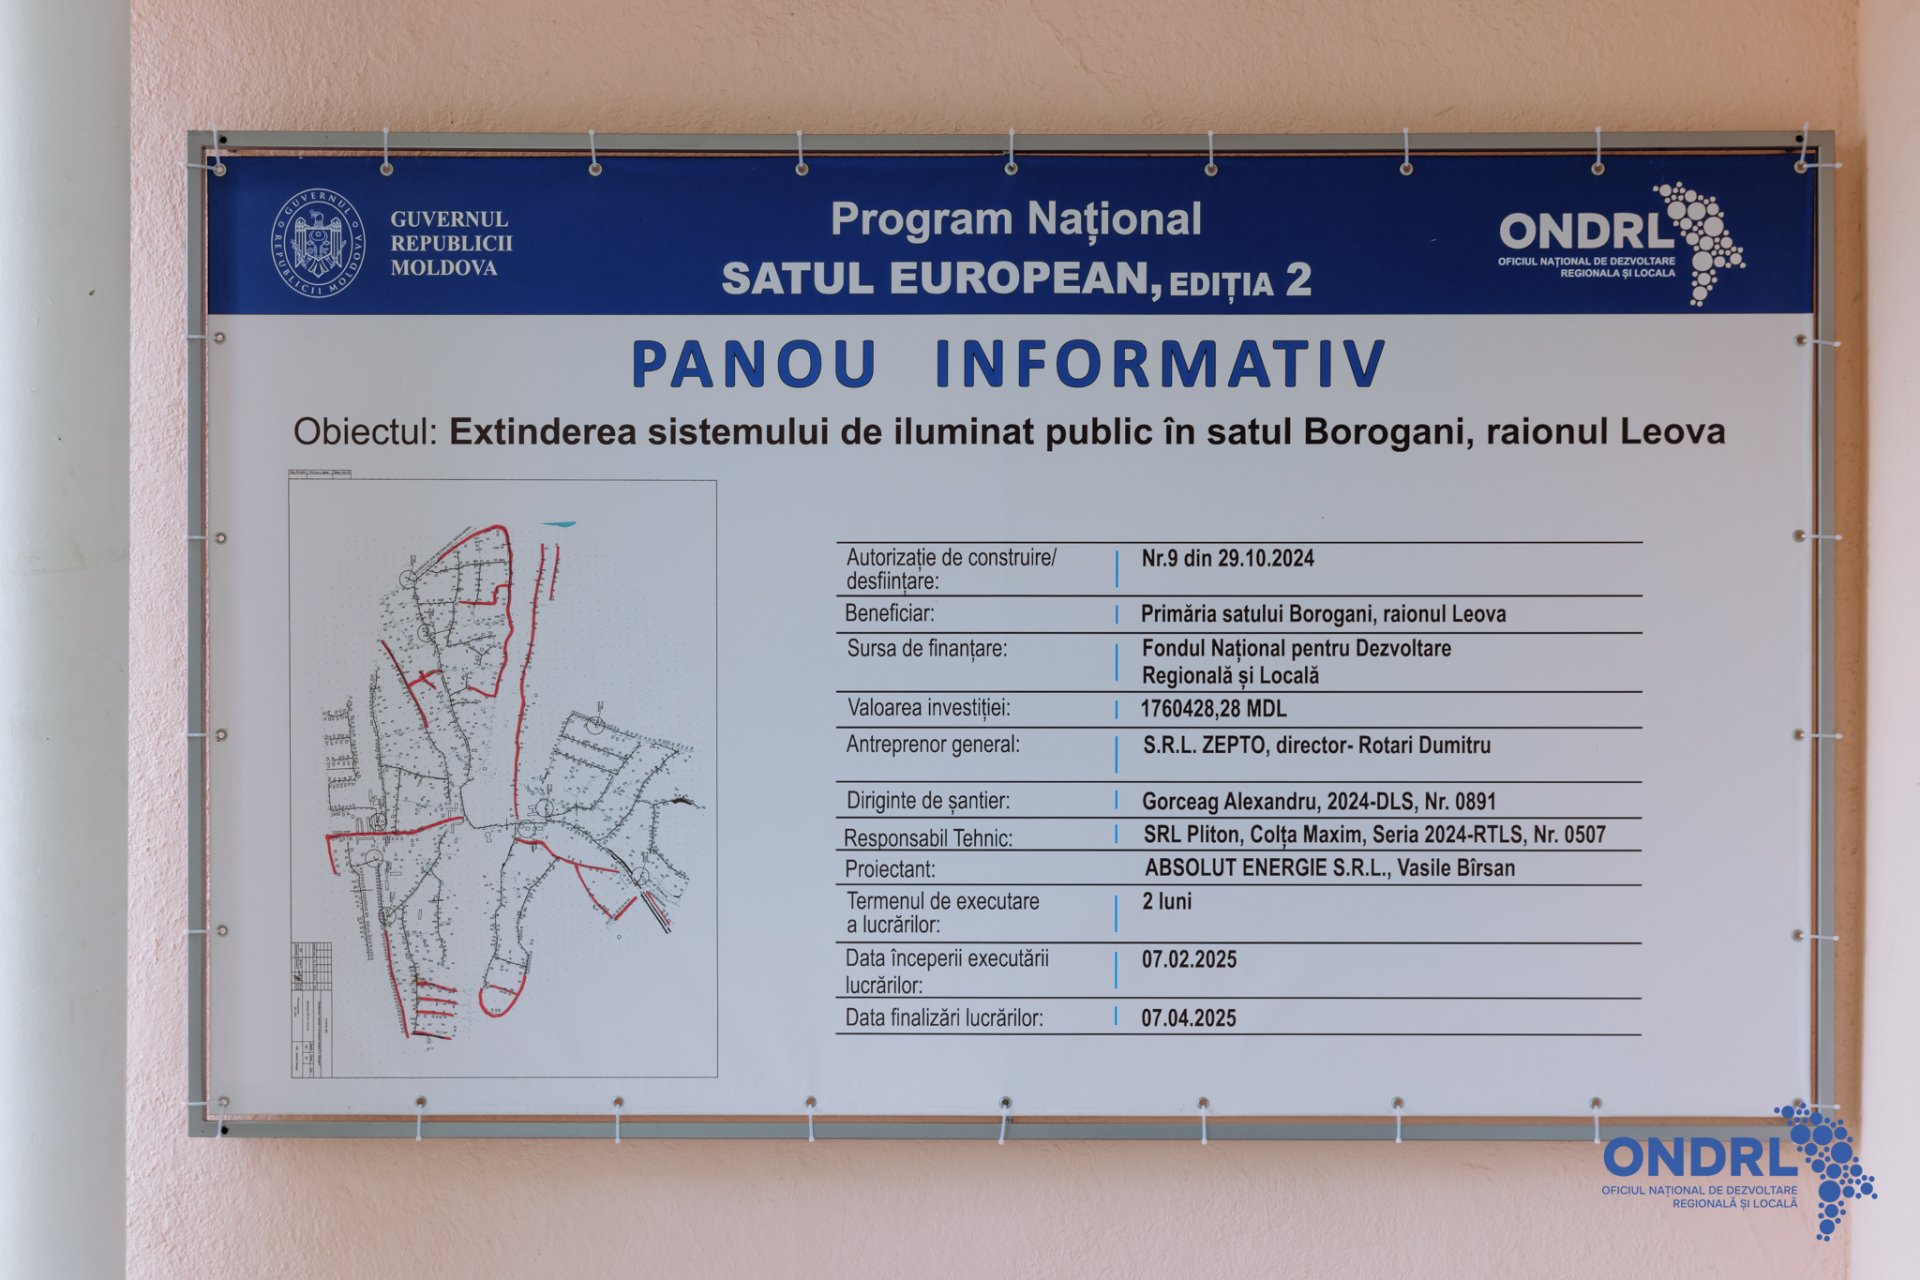 GUVERNUL
REPUBLICII
MOLDOVA
GUVERNUL
REPUBLICII MOLDOVA
Program Național
SATUL EUROPEAN, EDIȚIA 2
ONDRL
OFICIUL NAȚIONAL DE DEZVOLTARE
REGIONALA ȘI LOCALA
PANOU INFORMATIV
Obiectul: Extinderea sistemului de iluminat public în satul Borogani, raionul Leova
Autorizație de construire/
desființare:
Nr.9 din 29.10.2024
Beneficiar:
Primăria satului Borogani, raionul Leova
Sursa de finanțare:
Fondul Național pentru Dezvoltare
Regională și Locală
Valoarea investiției:
1760428,28 MDL
Antreprenor general:
S.R.L. ZEPTO, director- Rotari Dumitru
Diriginte de șantier:
Gorceag Alexandru, 2024-DLS, Nr. 0891
Responsabil Tehnic:
SRL Pliton, Colța Maxim, Seria 2024-RTLS, Nr. 0507
Proiectant:
ABSOLUT ENERGIE S.R.L., Vasile Bîrsan
Termenul de executare
a lucrărilor:
2 luni
Data începerii executării
lucrărilor:
07.02.2025
Data finalizări lucrărilor:
07.04.2025
ONDRL
OFICIUL NAȚIONAL DE DEZVOLTARE
REGIONALĂ ȘI LOCALĂ